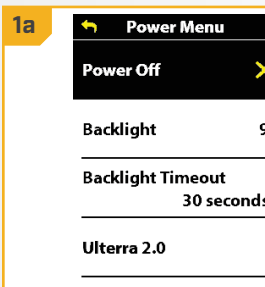 1a
Power Menu
Power Off
Backlight 9
Backlight Timeout
30 seconds
Ulterra 2.0